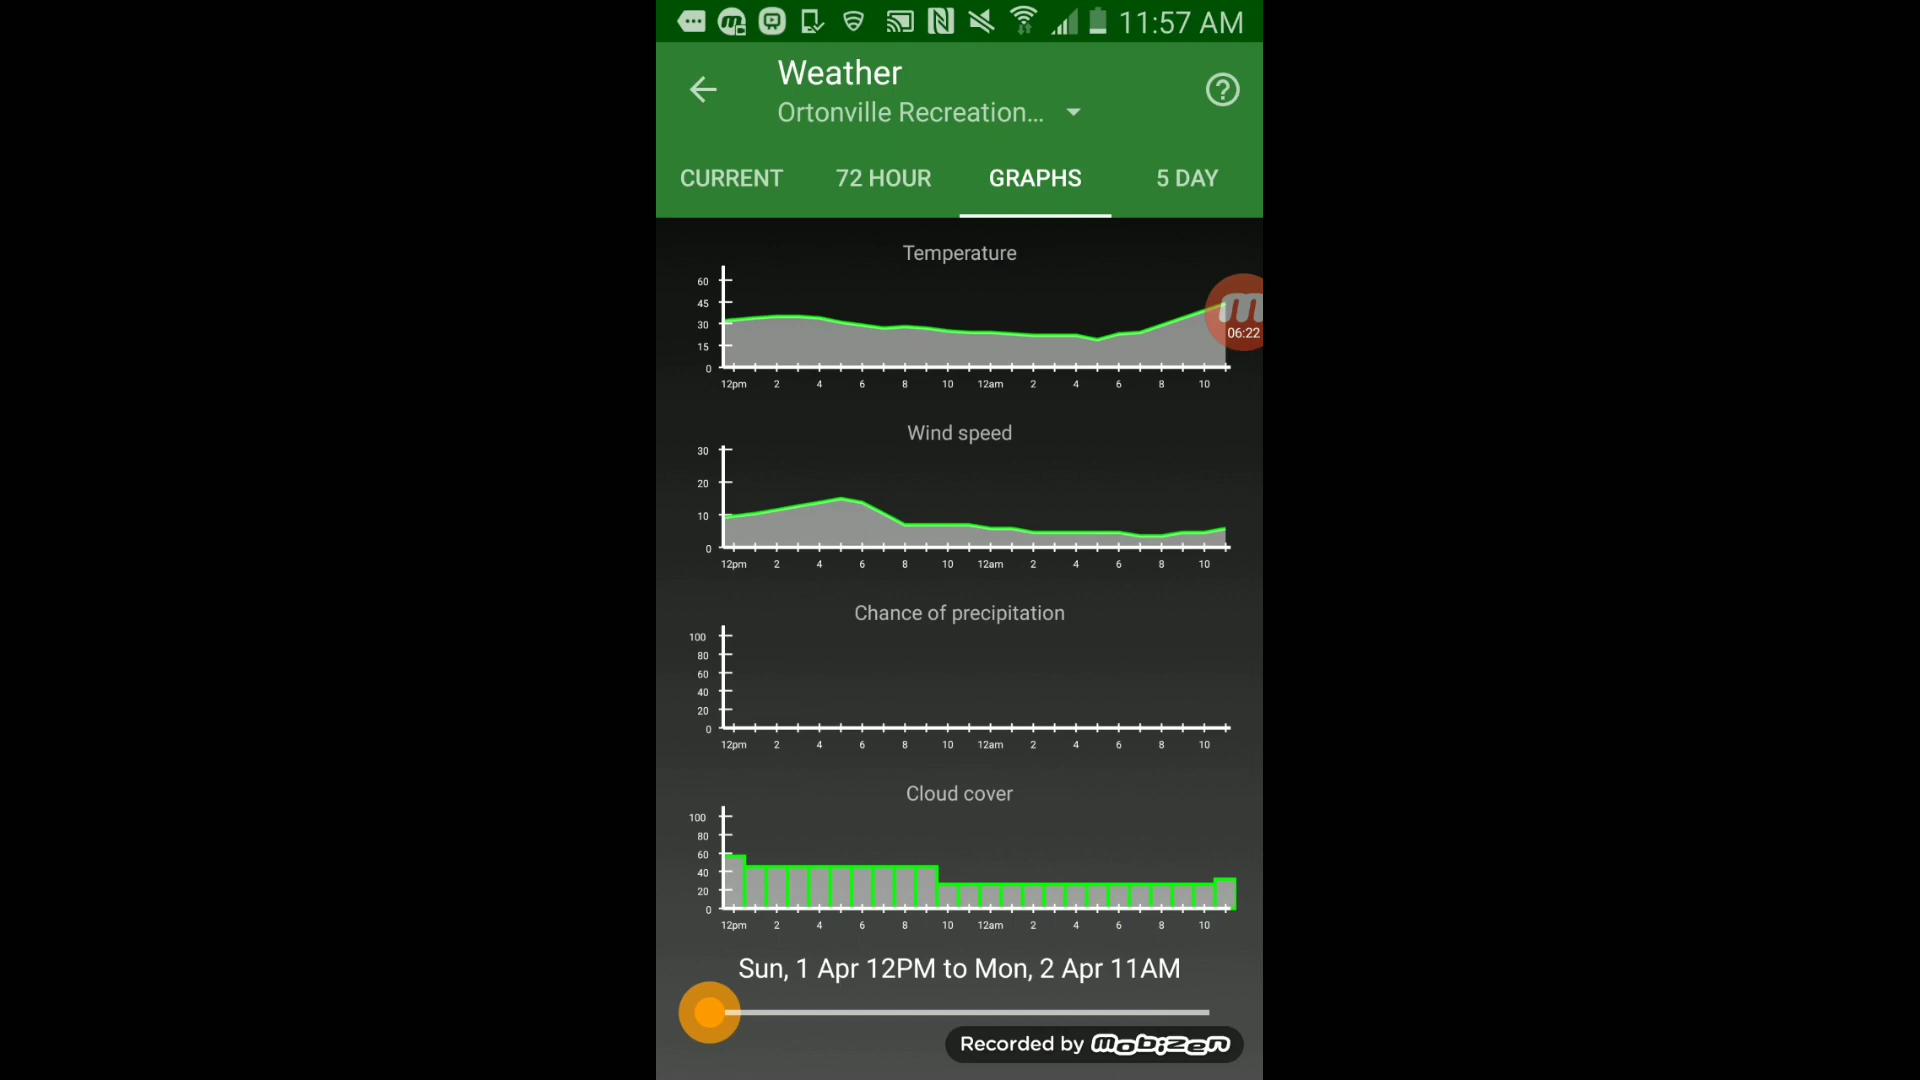 11:57 AM
Weather
Ortonville Recreation...
CURRENT 72 HOUR GRAPHS 5 DAY
Temperature
60
45
30
15
0
12pm 2 4 6 8 10 12am 2 4 6 8 10
06:22
Wind speed
30
20
10
0
12pm 2 4 6 8 10 12am 2 4 6 8 10
Chance of precipitation
100
80
60
40
20
0
12pm 2 4 6 8 10 12am 2 4 6 8 10
Cloud cover
100
80
60
40
20
0
12pm 2 4 6 8 10 12am 2 4 6 8 10
Sun, 1 Apr 12PM to Mon, 2 Apr 11AM
Recorded by mobizen